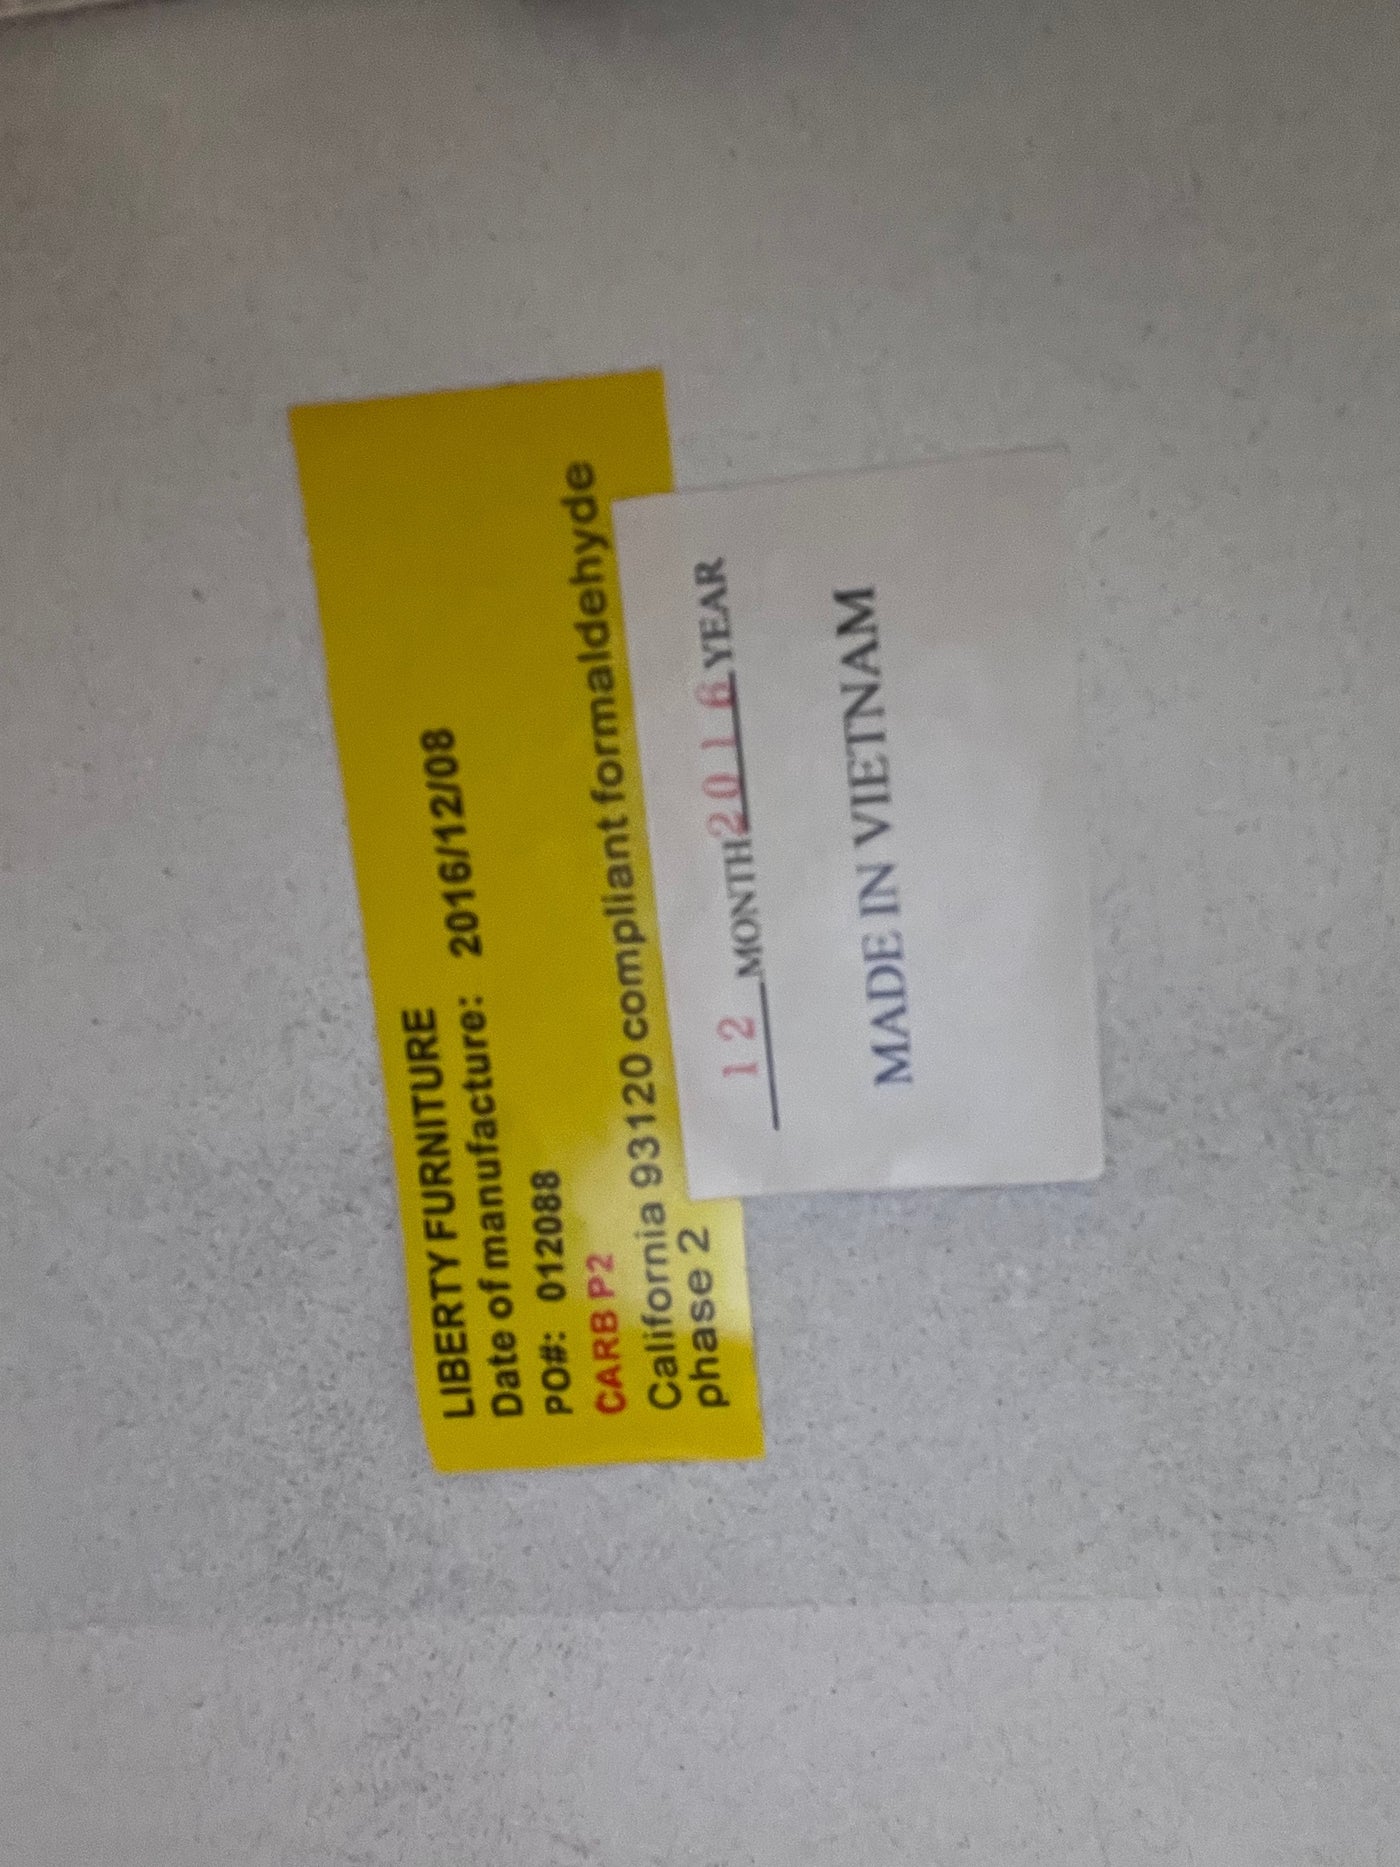 LIBERTY FURNITURE
Date of manufacture: 2016/12/08
PO#: 012088
CARB P2
California 93120 compliant formaldehyde
phase 2
12 MONTH 2016 YEAR
MADE IN VIETNAM